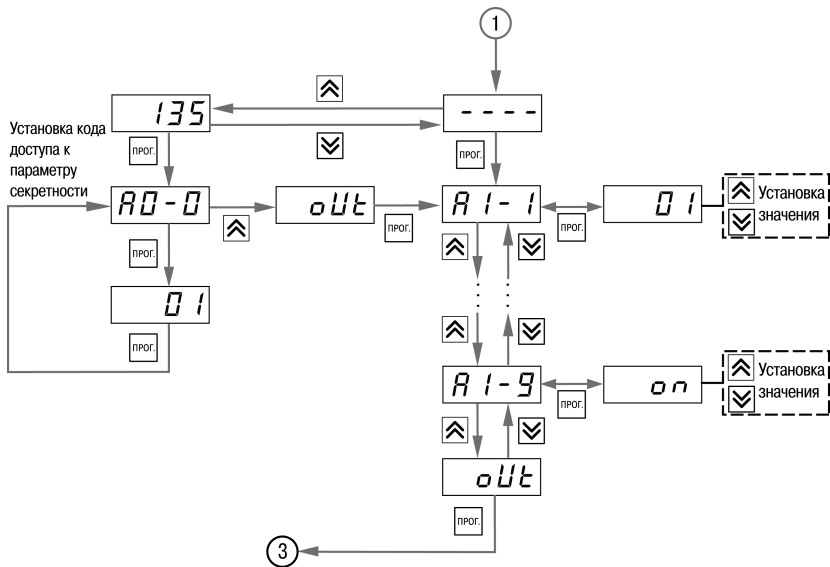 1
135
- - - -
ПРОГ.
ПРОГ.
Установка кода
доступа к
параметру
секретности
A0-0
oUt
ПРОГ.
A1-1
ПРОГ.
01
Установка
значения
ПРОГ.
01
ПРОГ.
A1-9
ПРОГ.
on
Установка
значения
oUt
ПРОГ.
3